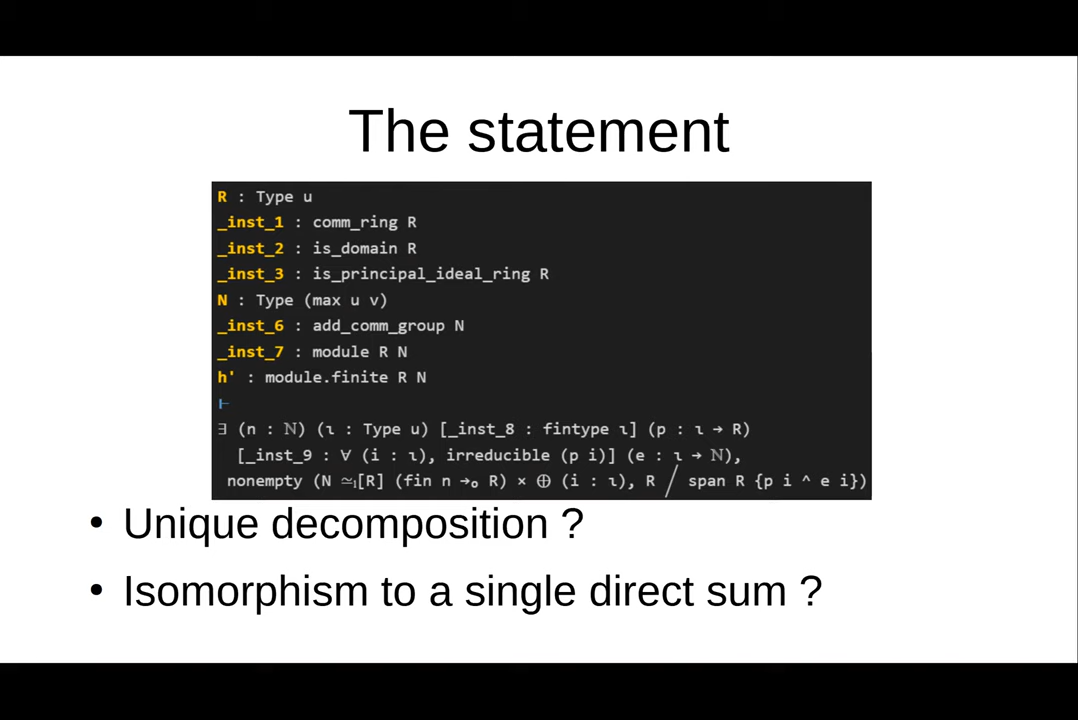 The statement
R : Type u
_inst_1 : comm_ring R
_inst_2 : is_domain R
_inst_3 : is_principal_ideal_ring R
N : Type (max u v)
_inst_6 : add_comm_group N
_inst_7 : module R N
h' : module.finite R N
⊢
∃ (n : ℕ) (ι : Type u) [_inst_8 : fintype ι] (p : ι → R)
[_inst_9 : ∀ (i : ι), irreducible (p i)] (e : ι → ℕ),
nonempty (N ≃ₗ[R] (fin n →₀ R) × ⨁ (i : ι), R ⧸ span R {p i ^ e i})
• Unique decomposition ?
• Isomorphism to a single direct sum ?